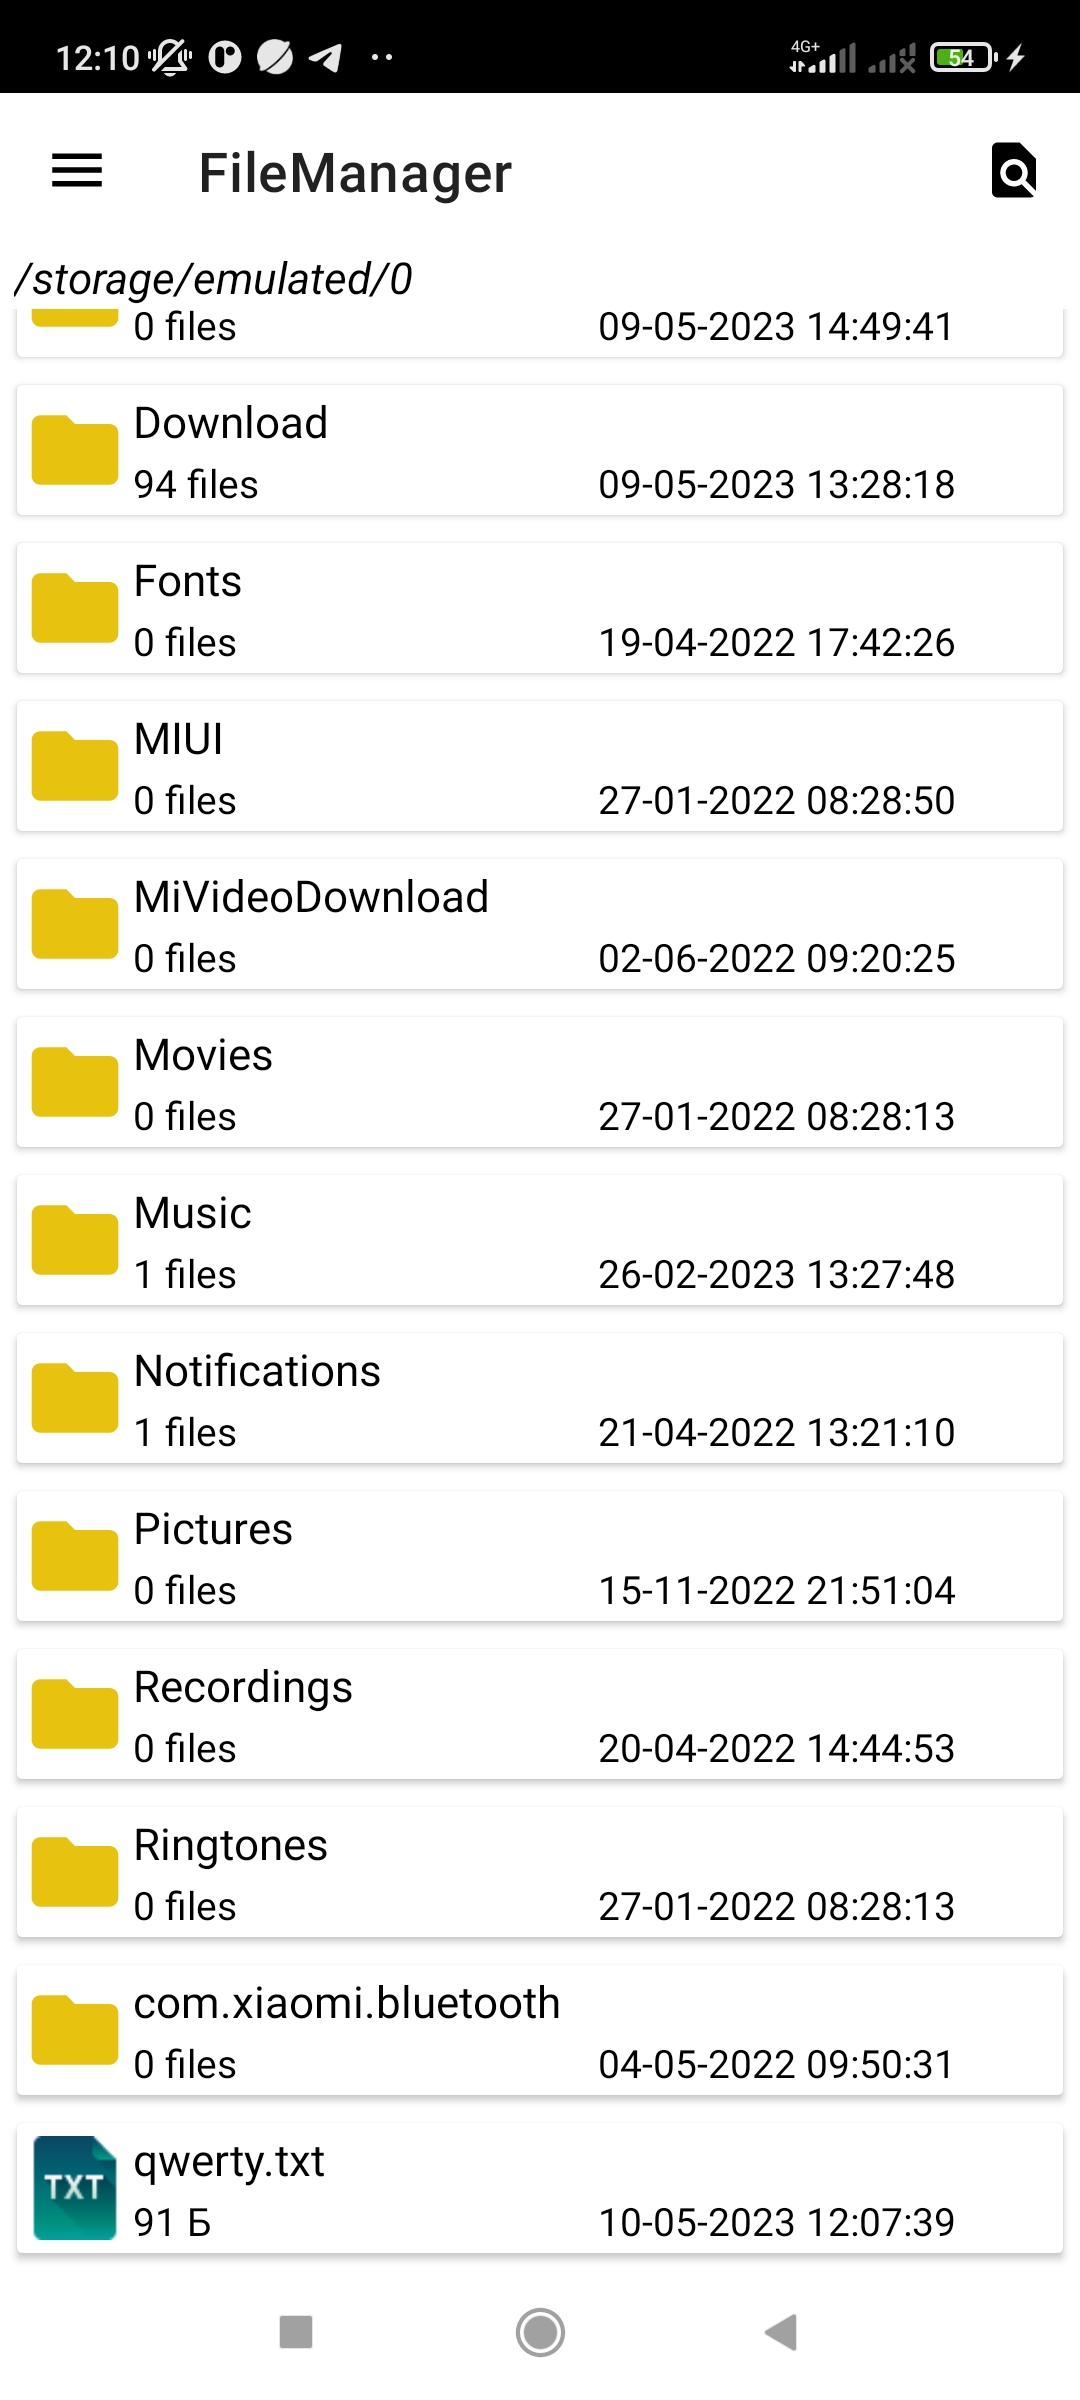 12:10
4G+
54
FileManager
/storage/emulated/0
0 files 09-05-2023 14:49:41
Download
94 files 09-05-2023 13:28:18
Fonts
0 files 19-04-2022 17:42:26
MIUI
0 files 27-01-2022 08:28:50
MiVideoDownload
0 files 02-06-2022 09:20:25
Movies
0 files 27-01-2022 08:28:13
Music
1 files 26-02-2023 13:27:48
Notifications
1 files 21-04-2022 13:21:10
Pictures
0 files 15-11-2022 21:51:04
Recordings
0 files 20-04-2022 14:44:53
Ringtones
0 files 27-01-2022 08:28:13
com.xiaomi.bluetooth
0 files 04-05-2022 09:50:31
TXT
qwerty.txt
91 Б 10-05-2023 12:07:39